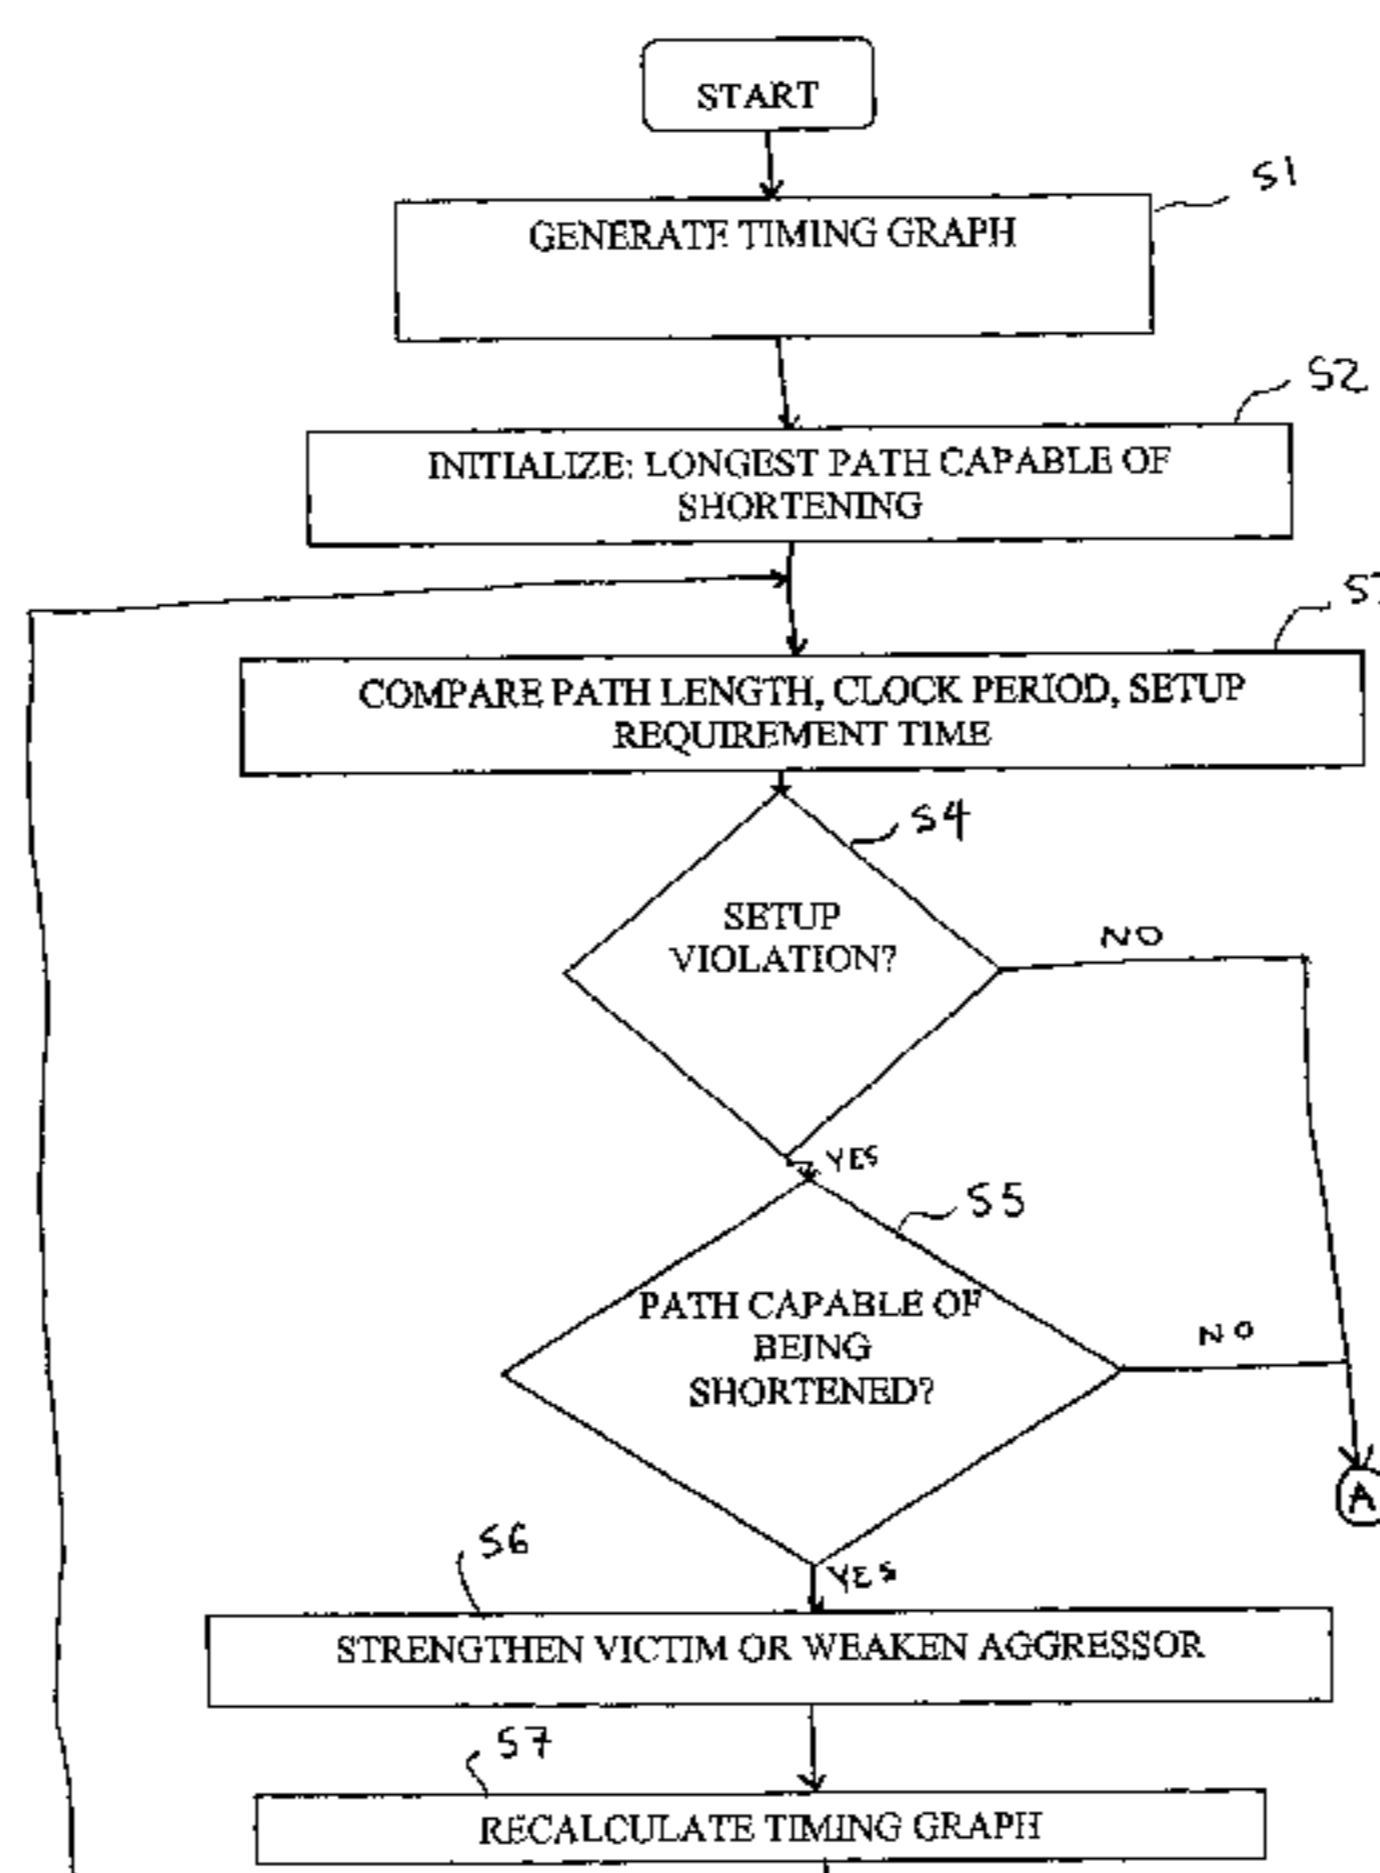 START
S1
GENERATE TIMING GRAPH
S2
INITIALIZE: LONGEST PATH CAPABLE OF
SHORTENING
COMPARE PATH LENGTH, CLOCK PERIOD, SETUP
REQUIREMENT TIME
S4
SETUP
VIOLATION?
NO
YES
S5
PATH CAPABLE OF
BEING
SHORTENED?
NO
YES
A
S6
STRENGTHEN VICTIM OR WEAKEN AGGRESSOR
S7
RECALCULATE TIMING GRAPH